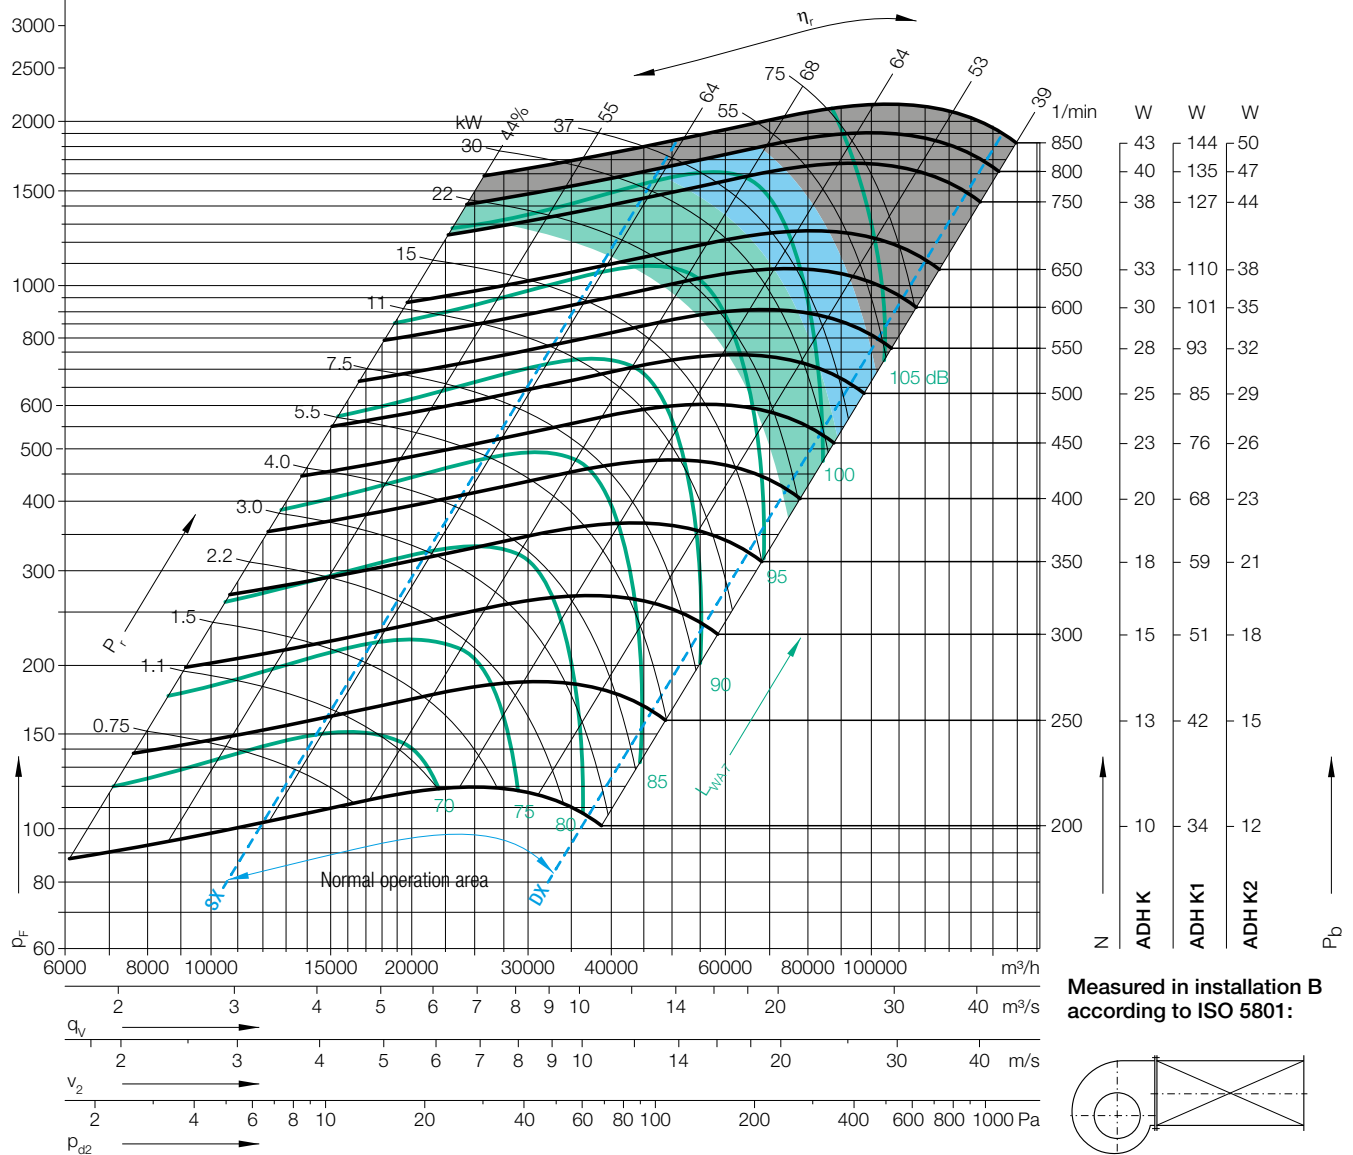 3000
2500
2000
1500
1000
800
600
500
400
300
200
150
100
80
60
p_F
P_r
η_r
kW
44%
55
64
75
68
64
53
39
30
37
55
22
15
11
7.5
5.5
4.0
3.0
2.2
1.5
1.1
0.75
105 dB
100
95
90
85
80
75
70
L_WA7
SX
DX
Normal operation area
1/min W W W
850 43 144 50
800 40 135 47
750 38 127 44
650 33 110 38
600 30 101 35
550 28 93 32
500 25 85 29
450 23 76 26
400 20 68 23
350 18 59 21
300 15 51 18
250 13 42 15
200 10 34 12
N
ADH K
ADH K1
ADH K2
P_b
6000 8000 10000 15000 20000 30000 40000 60000 80000 100000 m³/h
2 3 4 5 6 7 8 9 10 14 20 30 40 m³/s
q_V
2 3 4 5 6 7 8 9 10 14 20 30 40 m/s
v_2
2 4 6 8 10 20 40 60 80 100 200 400 600 800 1000 Pa
p_d2
Measured in installation B
according to ISO 5801: